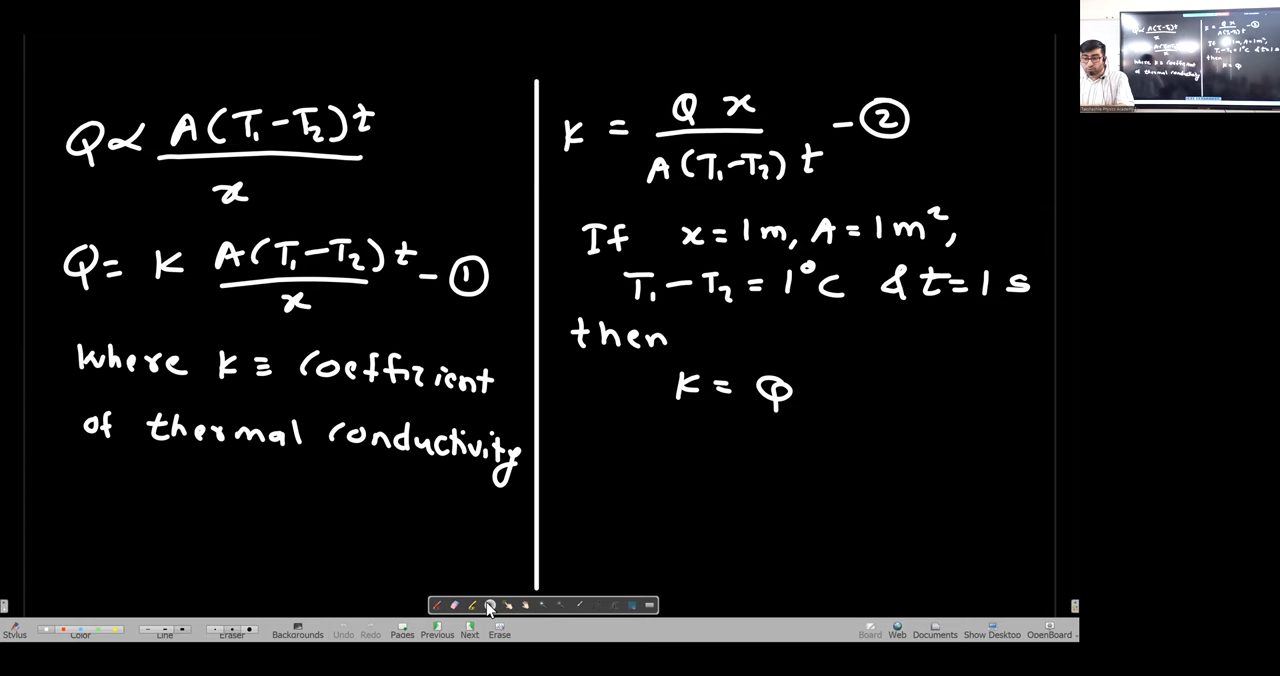 Q ∝ A(T₁-T₂)t / x
Q = K A(T₁-T₂)t / x - ①
where K ≡ coefficient
of thermal conductivity
K = Q x / A(T₁-T₂) t - ②
If x = 1m, A = 1m²,
T₁ - T₂ = 1°C & t = 1 s
then
K = Q
Stylus Color Line Eraser Backgrounds Undo Redo Pages Previous Next Erase Board Web Documents Show Desktop OpenBoard